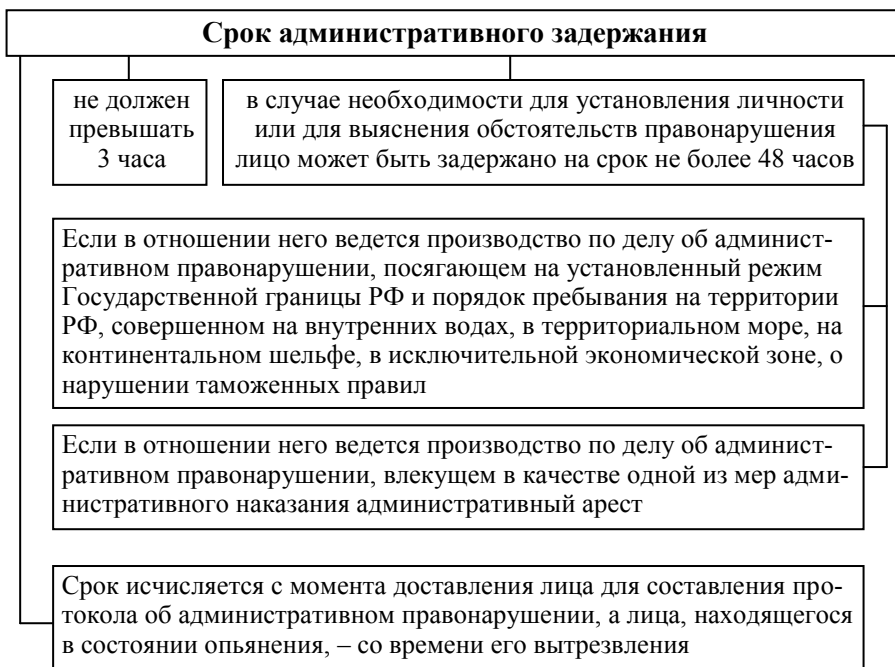 Срок административного задержания
не должен
превышать
3 часа
в случае необходимости для установления личности
или для выяснения обстоятельств правонарушения
лицо может быть задержано на срок не более 48 часов
Если в отношении него ведется производство по делу об админист-
ративном правонарушении, посягающем на установленный режим
Государственной границы РФ и порядок пребывания на территории
РФ, совершенном на внутренних водах, в территориальном море, на
континентальном шельфе, в исключительной экономической зоне, о
нарушении таможенных правил
Если в отношении него ведется производство по делу об админист-
ративном правонарушении, влекущем в качестве одной из мер адми-
нистративного наказания административный арест
Срок исчисляется с момента доставления лица для составления про-
токола об административном правонарушении, а лица, находящегося
в состоянии опьянения, – со времени его вытрезвления